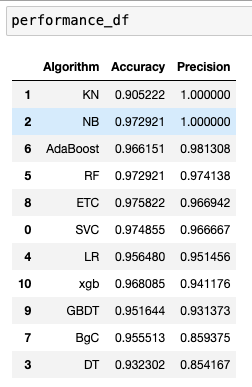 performance_df
Algorithm Accuracy Precision
1 KN 0.905222 1.000000
2 NB 0.972921 1.000000
6 AdaBoost 0.966151 0.981308
5 RF 0.972921 0.974138
8 ETC 0.975822 0.966942
0 SVC 0.974855 0.966667
4 LR 0.956480 0.951456
10 xgb 0.968085 0.941176
9 GBDT 0.951644 0.931373
7 BgC 0.955513 0.859375
3 DT 0.932302 0.854167